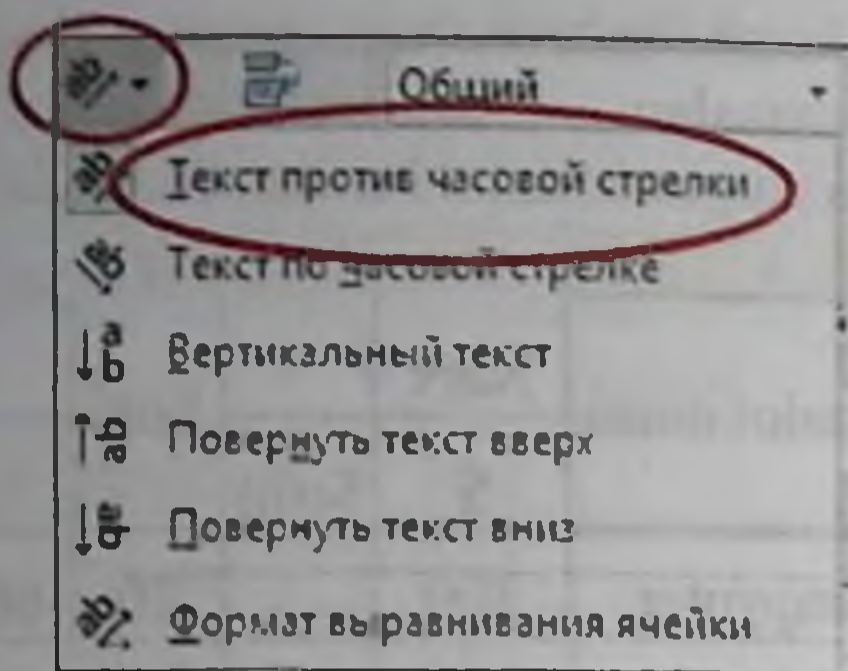 Общий
Текст против часовой стрелки
Текст по часовой стрелке
Вертикальный текст
Повернуть текст вверх
Повернуть текст вниз
Формат выравнивания ячейки